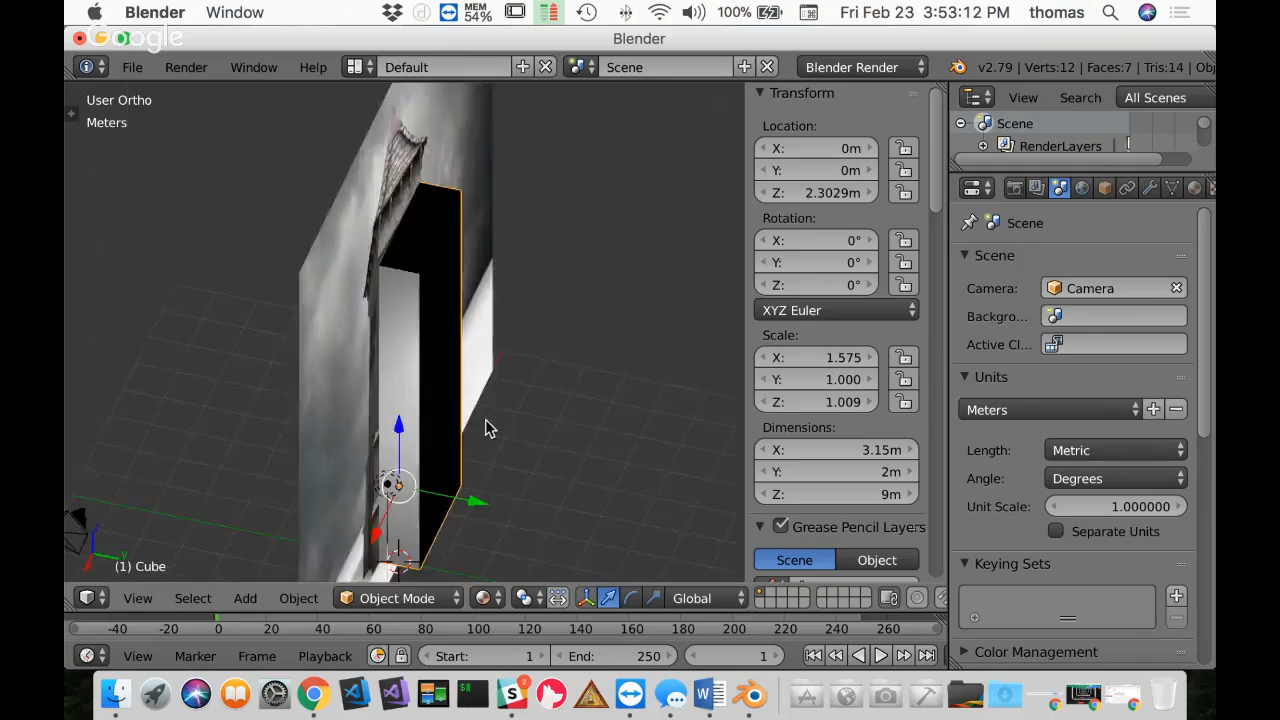 Blender Window MEM 54% 100% Fri Feb 23 3:53:12 PM thomas
Google
Blender
File Render Window Help Default Scene Blender Render v2.79 | Verts:12 | Faces:7 | Tris:14 | Ob
User Ortho
Meters
(1) Cube
View Select Add Object Object Mode Global
Transform
Location:
X: 0m
Y: 0m
Z: 2.3029m
Rotation:
X: 0°
Y: 0°
Z: 0°
XYZ Euler
Scale:
X: 1.575
Y: 1.000
Z: 1.009
Dimensions:
X: 3.15m
Y: 2m
Z: 9m
Grease Pencil Layers
Scene Object
View Search All Scenes
Scene
RenderLayers
Scene
Scene
Camera: Camera
Backgro...
Active Cl...
Units
Meters
Length: Metric
Angle: Degrees
Unit Scale: 1.000000
Separate Units
Keying Sets
Color Management
-40 -20 0 20 40 60 80 100 120 140 160 180 200 220 240 260
View Marker Frame Playback Start: 1 End: 250 1
2